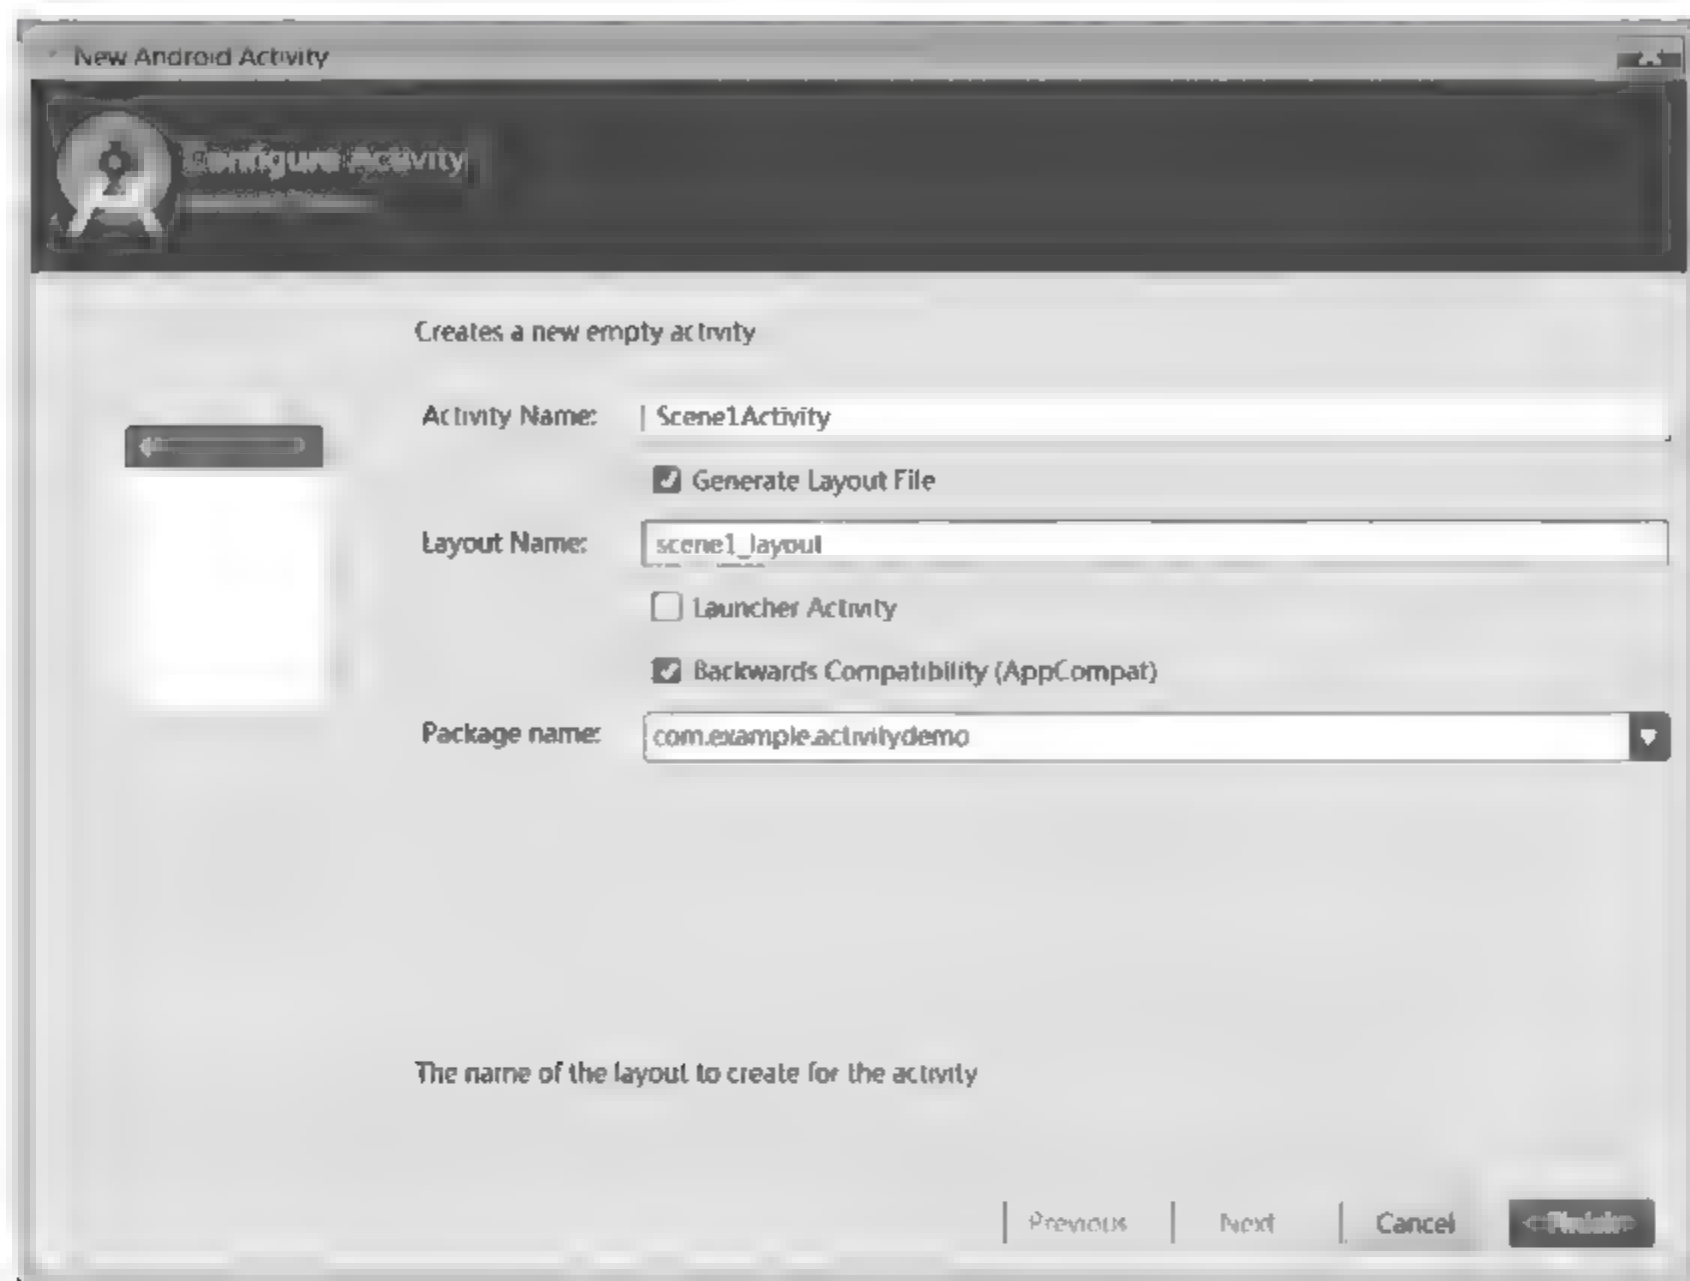 New Android Activity
Configure Activity
Creates a new empty activity
Activity Name: Scene1Activity
Generate Layout File
Layout Name: scene1_layout
Launcher Activity
Backwards Compatibility (AppCompat)
Package name: com.example.activitydemo
The name of the layout to create for the activity
Previous Next Cancel Finish